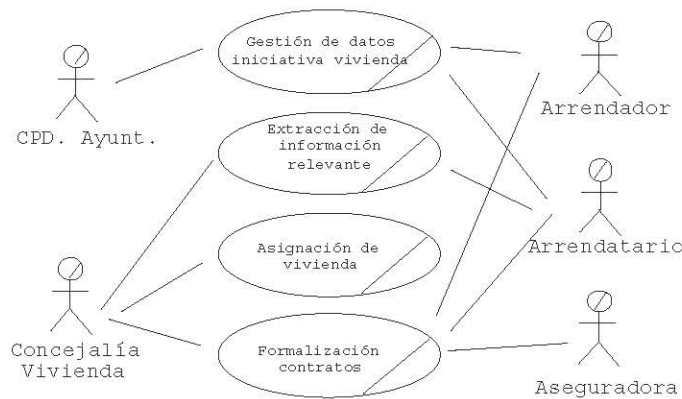 Gestión de datos
iniciativa vivienda
Arrendador
CPD. Ayunt.
Extracción de
información
relevante
Arrendatario
Asignación de
vivienda
Concejalía
Vivienda
Formalización
contratos
Aseguradora